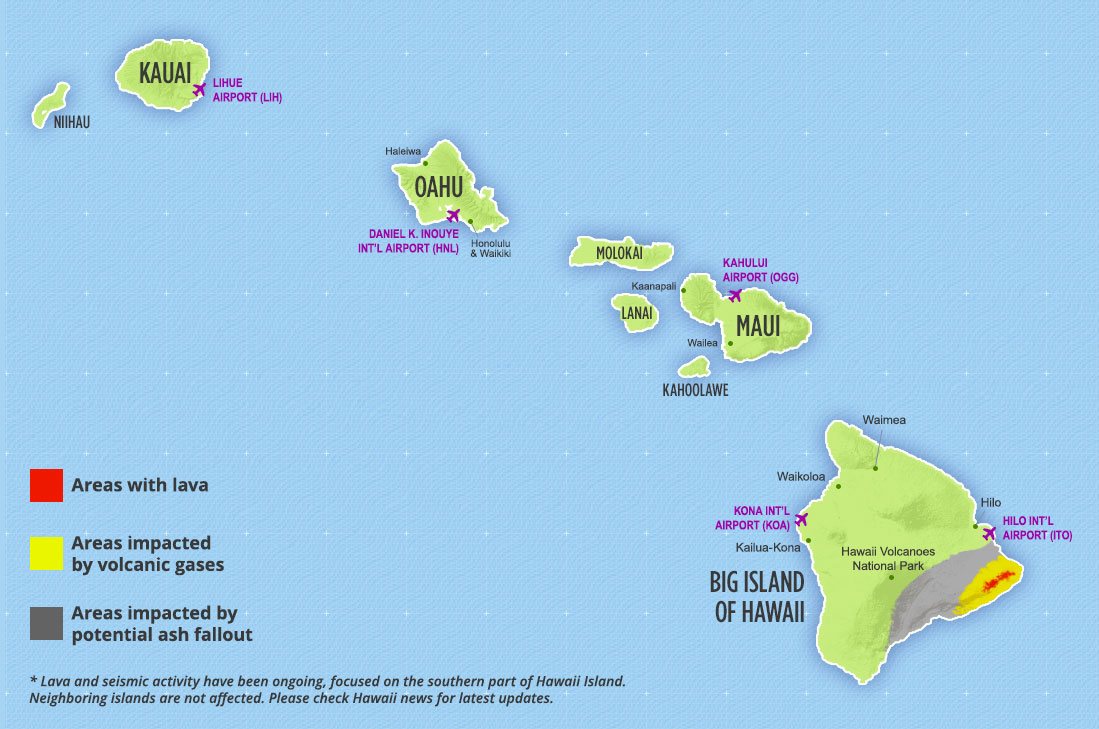 KAUAI
LIHUE
AIRPORT (LIH)
NIIHAU
Haleiwa
OAHU
DANIEL K. INOUYE
INT'L AIRPORT (HNL)
Honolulu
& Waikiki
MOLOKAI
KAHULUI
AIRPORT (OGG)
Kaanapali
LANAI
MAUI
Wailea
KAHOOLAWE
Waimea
Waikoloa
Hilo
KONA INT'L
AIRPORT (KOA)
HILO INT'L
AIRPORT (ITO)
Kailua-Kona
Hawaii Volcanoes
National Park
BIG ISLAND
OF HAWAII
Areas with lava
Areas impacted
by volcanic gases
Areas impacted by
potential ash fallout
* Lava and seismic activity have been ongoing, focused on the southern part of Hawaii Island.
Neighboring islands are not affected. Please check Hawaii news for latest updates.